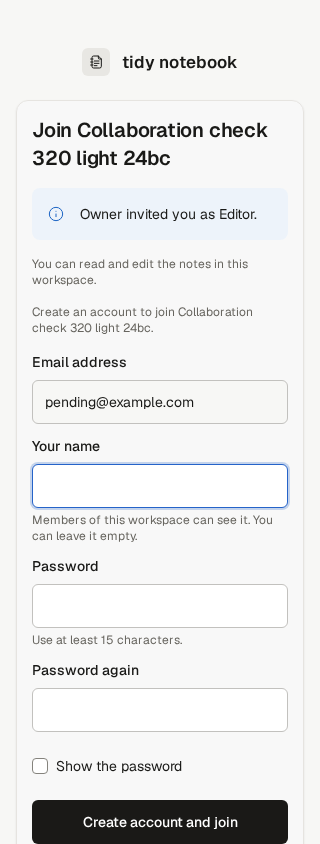 tidy notebook
Join Collaboration check
320 light 24bc
Owner invited you as Editor.
You can read and edit the notes in this
workspace.
Create an account to join Collaboration
check 320 light 24bc.
Email address
pending@example.com
Your name
Members of this workspace can see it. You
can leave it empty.
Password
Use at least 15 characters.
Password again
Show the password
Create account and join